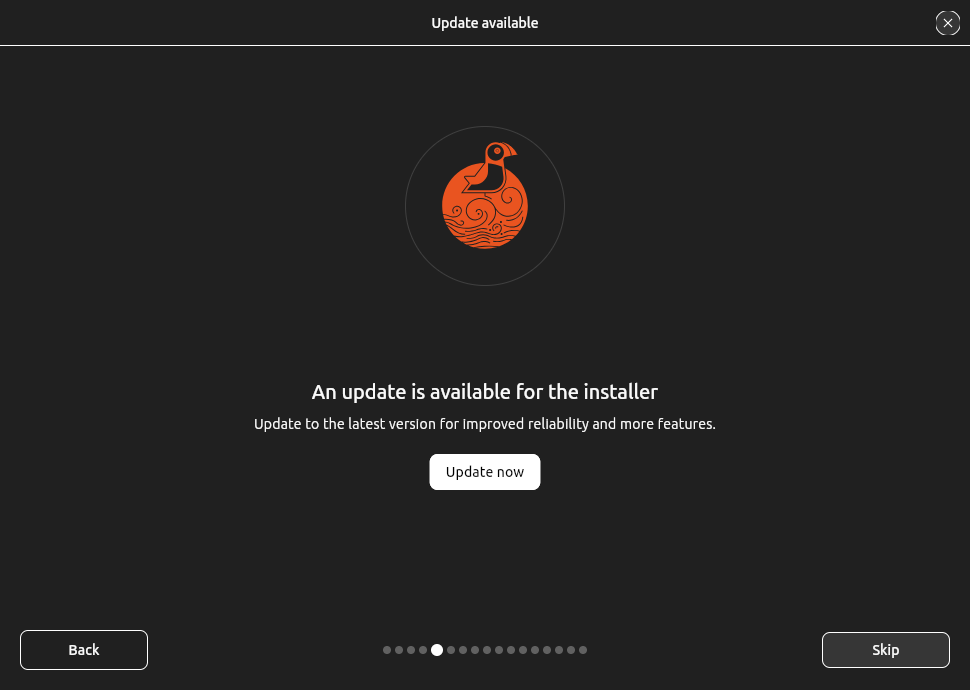 Update available
An update is available for the installer
Update to the latest version for improved reliability and more features.
Update now
Back
Skip